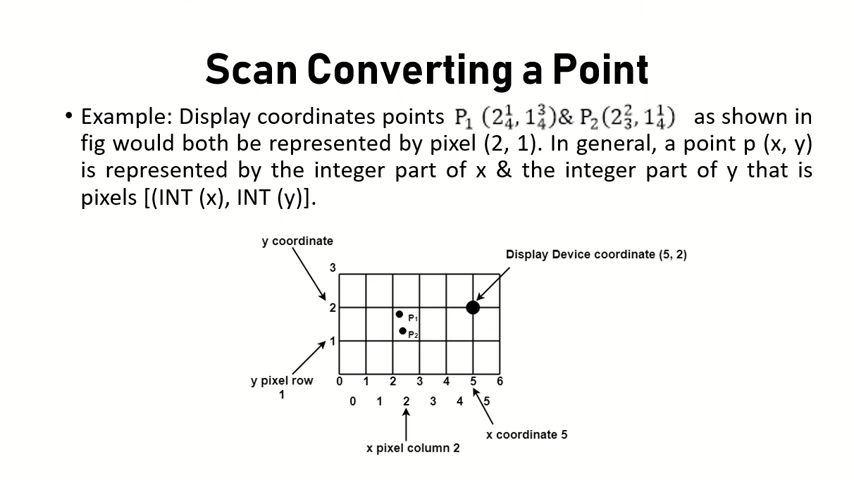 Scan Converting a Point
• Example: Display coordinates points P₁ (2¼, 1¾)& P₂(2⅔, 1¼) as shown in
fig would both be represented by pixel (2, 1). In general, a point p (x, y)
is represented by the integer part of x & the integer part of y that is
pixels [(INT (x), INT (y)].
y coordinate
Display Device coordinate (5, 2)
3
2
P₁
P₂
1
y pixel row
1
0 1 2 3 4 5 6
0 1 2 3 4 5
x coordinate 5
x pixel column 2